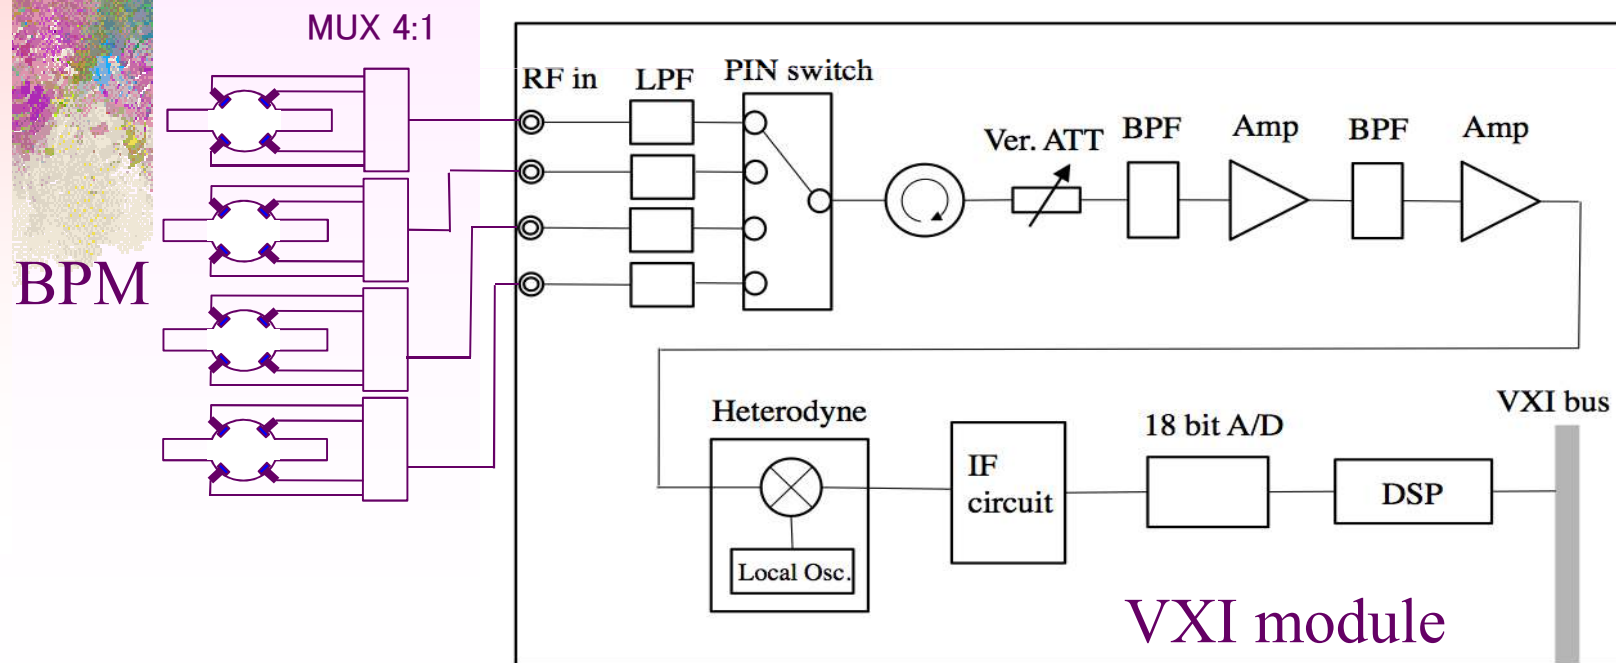 MUX 4:1
BPM
RF in
LPF
PIN switch
Ver. ATT
BPF
Amp
BPF
Amp
Heterodyne
Local Osc.
IF
circuit
18 bit A/D
DSP
VXI bus
VXI module